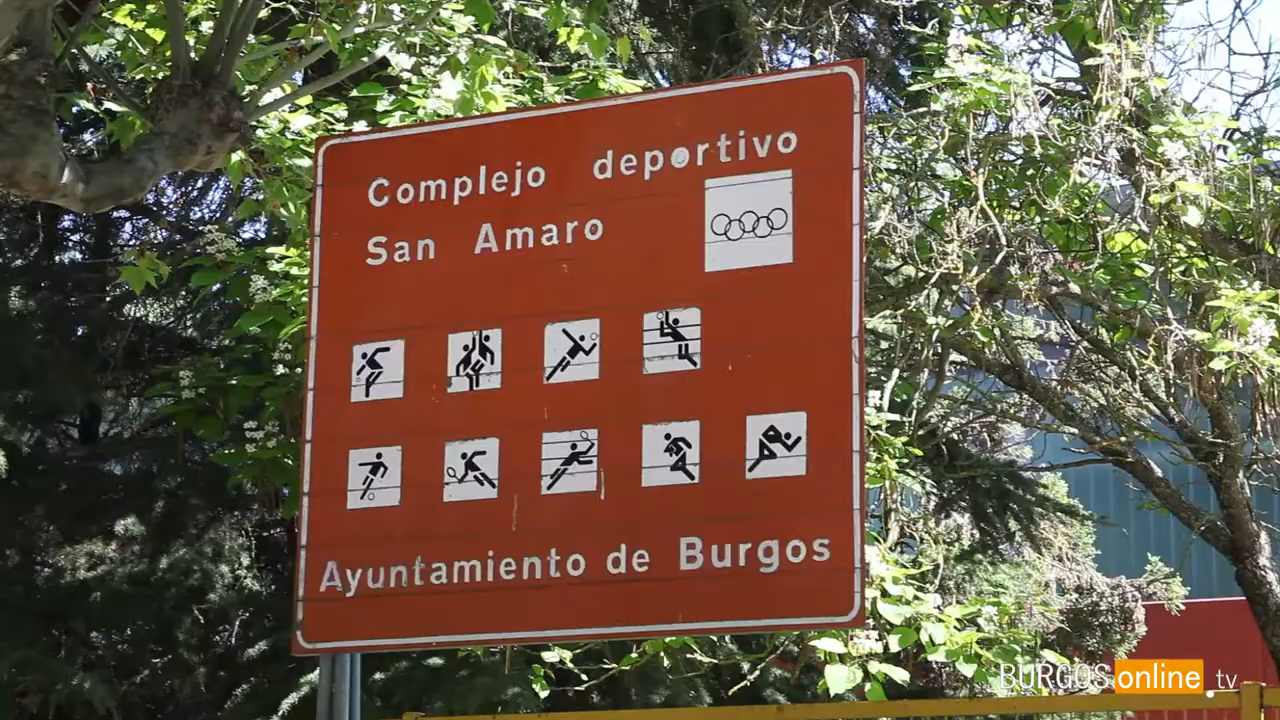 Complejo deportivo
San Amaro
Ayuntamiento de Burgos
BURGOS online.tv